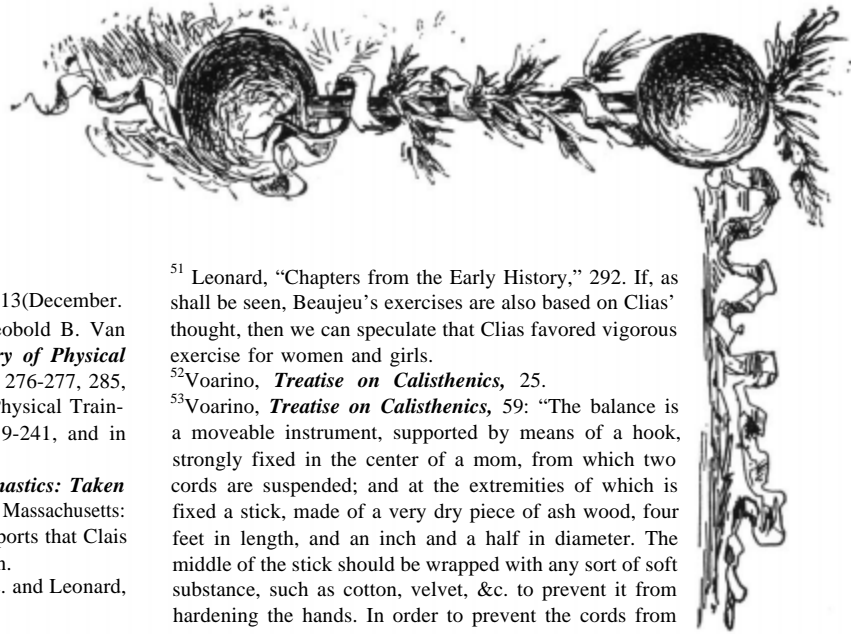 13(December.
eobold B. Van
ry of Physical
276-277, 285,
Physical Train-
9-241, and in
nastics: Taken
Massachusetts:
ports that Clais
n.
. and Leonard,
51 Leonard, “Chapters from the Early History,” 292. If, as
shall be seen, Beaujeu’s exercises are also based on Clias’
thought, then we can speculate that Clias favored vigorous
exercise for women and girls.
52Voarino, Treatise on Calisthenics, 25.
53Voarino, Treatise on Calisthenics, 59: “The balance is
a moveable instrument, supported by means of a hook,
strongly fixed in the center of a mom, from which two
cords are suspended; and at the extremities of which is
fixed a stick, made of a very dry piece of ash wood, four
feet in length, and an inch and a half in diameter. The
middle of the stick should be wrapped with any sort of soft
substance, such as cotton, velvet, &c. to prevent it from
hardening the hands. In order to prevent the cords from